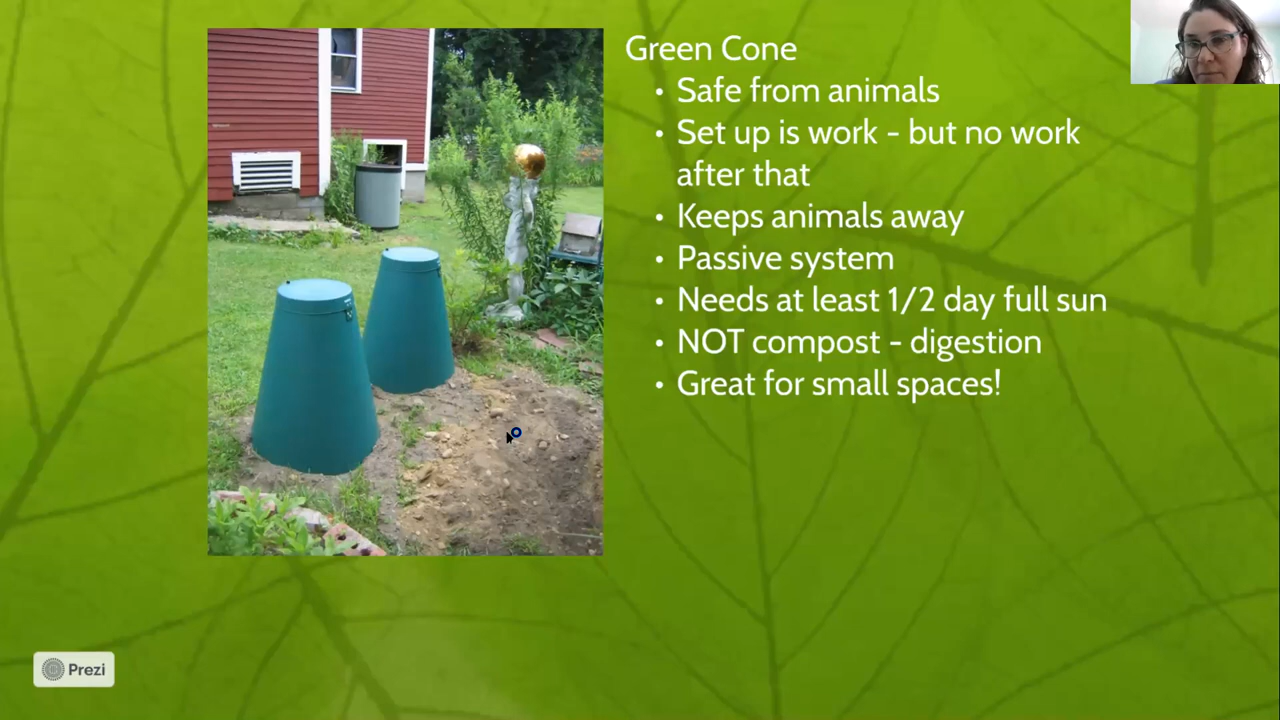 Green Cone
• Safe from animals
• Set up is work - but no work
after that
• Keeps animals away
• Passive system
• Needs at least 1/2 day full sun
• NOT compost - digestion
• Great for small spaces!
Prezi